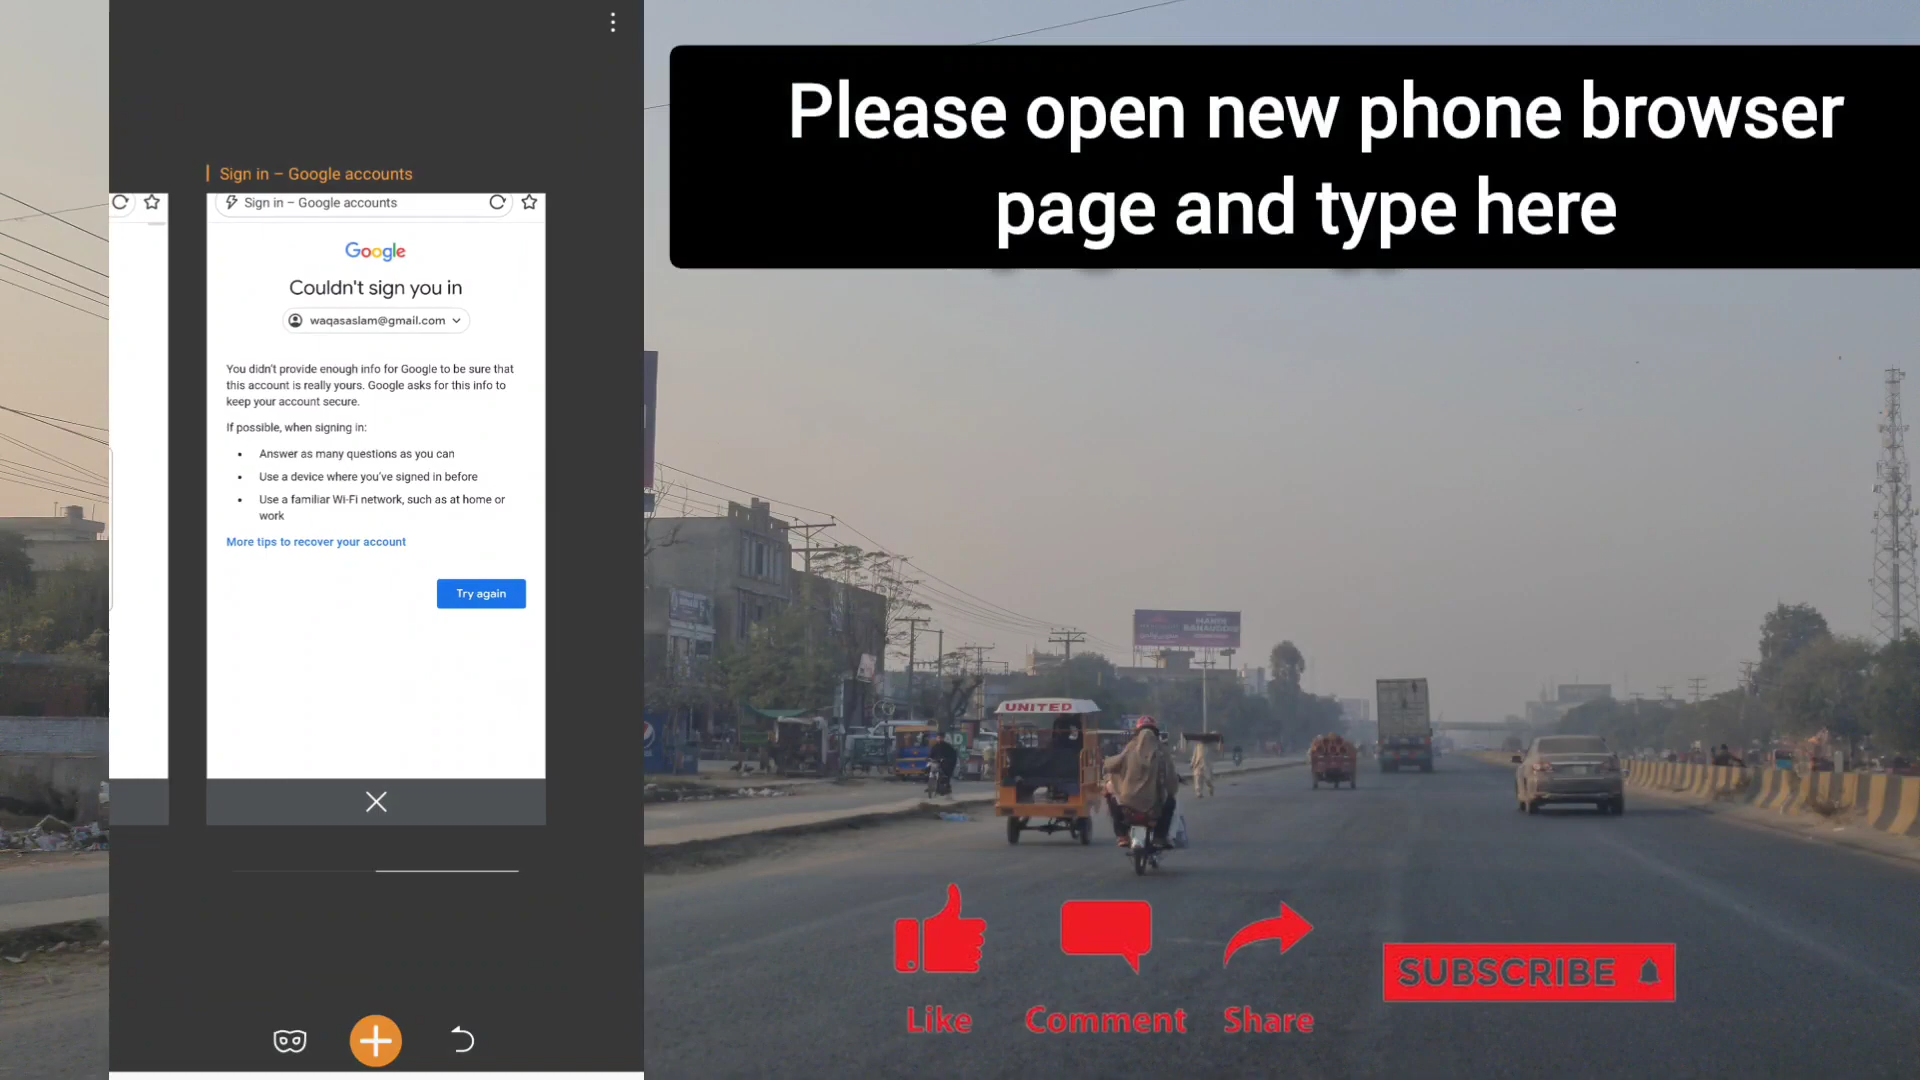 Please open new phone browser
page and type here
Sign in – Google accounts
Sign in – Google accounts
Google
Couldn't sign you in
waqasaslam@gmail.com
You didn't provide enough info for Google to be sure that
this account is really yours. Google asks for this info to
keep your account secure.
If possible, when signing in:
• Answer as many questions as you can
• Use a device where you've signed in before
• Use a familiar Wi-Fi network, such as at home or
work
More tips to recover your account
Try again
UNITED
Like
Comment
Share
SUBSCRIBE